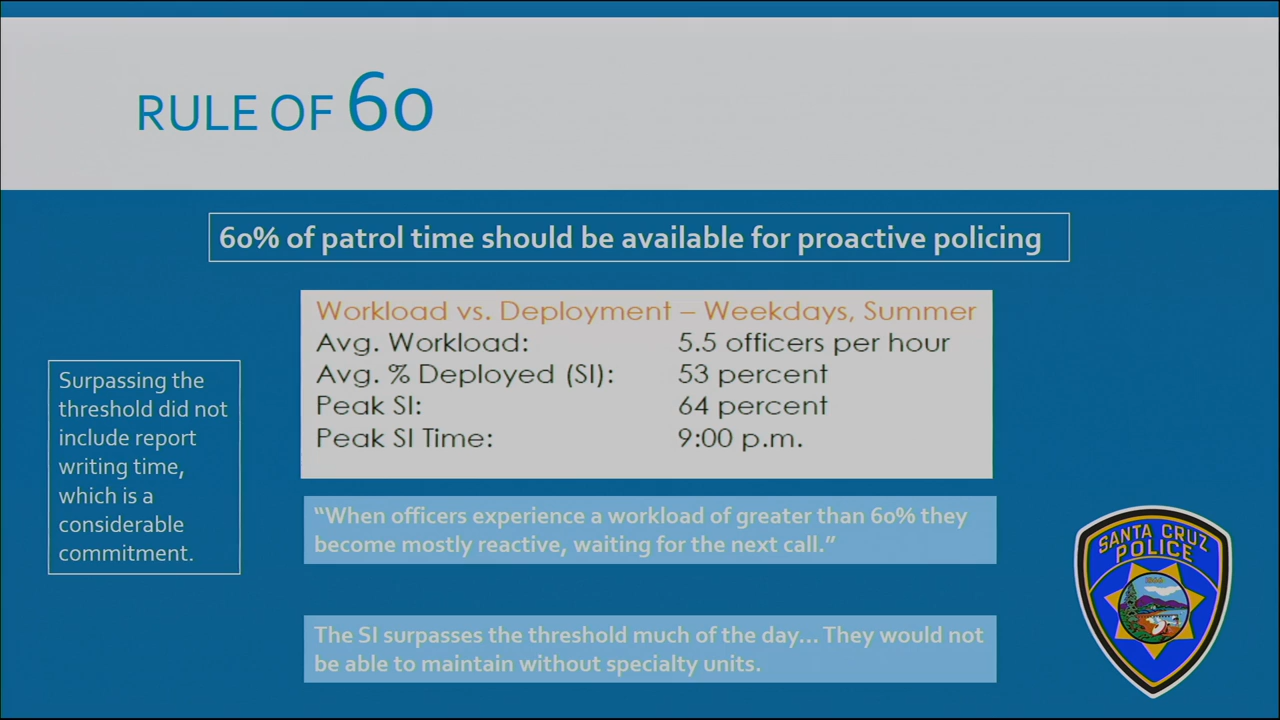 RULE OF 60
60% of patrol time should be available for proactive policing
Workload vs. Deployment – Weekdays, Summer
Avg. Workload: 5.5 officers per hour
Avg. % Deployed (SI): 53 percent
Peak SI: 64 percent
Peak SI Time: 9:00 p.m.
Surpassing the
threshold did not
include report
writing time,
which is a
considerable
commitment.
“When officers experience a workload of greater than 60% they
become mostly reactive, waiting for the next call.”
The SI surpasses the threshold much of the day... They would not
be able to maintain without specialty units.
SANTA CRUZ
POLICE